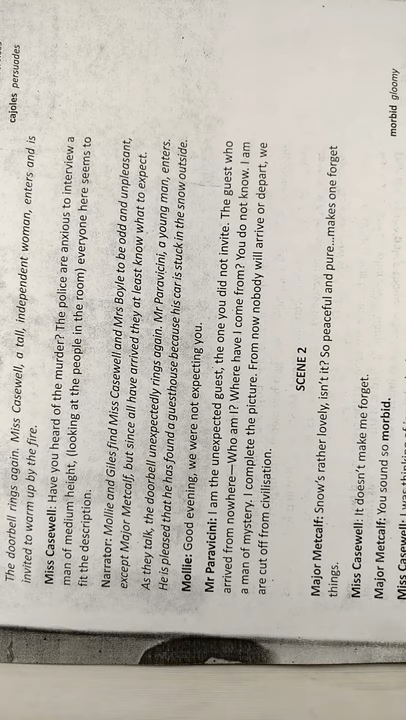 cajoles persuades
The doorbell rings again. Miss Casewell, a tall, independent woman, enters and is
invited to warm up by the fire.
Miss Casewell: Have you heard of the murder? The police are anxious to interview a
man of medium height, (looking at the people in the room) everyone here seems to
fit the description.
Narrator: Mollie and Giles find Miss Casewell and Mrs Boyle to be odd and unpleasant,
except Major Metcalf, but since all have arrived they at least know what to expect.
As they talk, the doorbell unexpectedly rings again. Mr Paravicini, a young man, enters.
He is pleased that he has found a guesthouse because his car is stuck in the snow outside.
Mollie: Good evening, we were not expecting you.
Mr Paravicini: I am the unexpected guest, the one you did not invite. The guest who
arrived from nowhere—Who am I? Where have I come from? You do not know. I am
a man of mystery. I complete the picture. From now nobody will arrive or depart, we
are cut off from civilisation.
SCENE 2
Major Metcalf: Snow's rather lovely, isn't it? So peaceful and pure...makes one forget
things.
Miss Casewell: It doesn't make me forget.
Major Metcalf: You sound so morbid.
morbid gloomy
Miss Casewell: I was thinking of